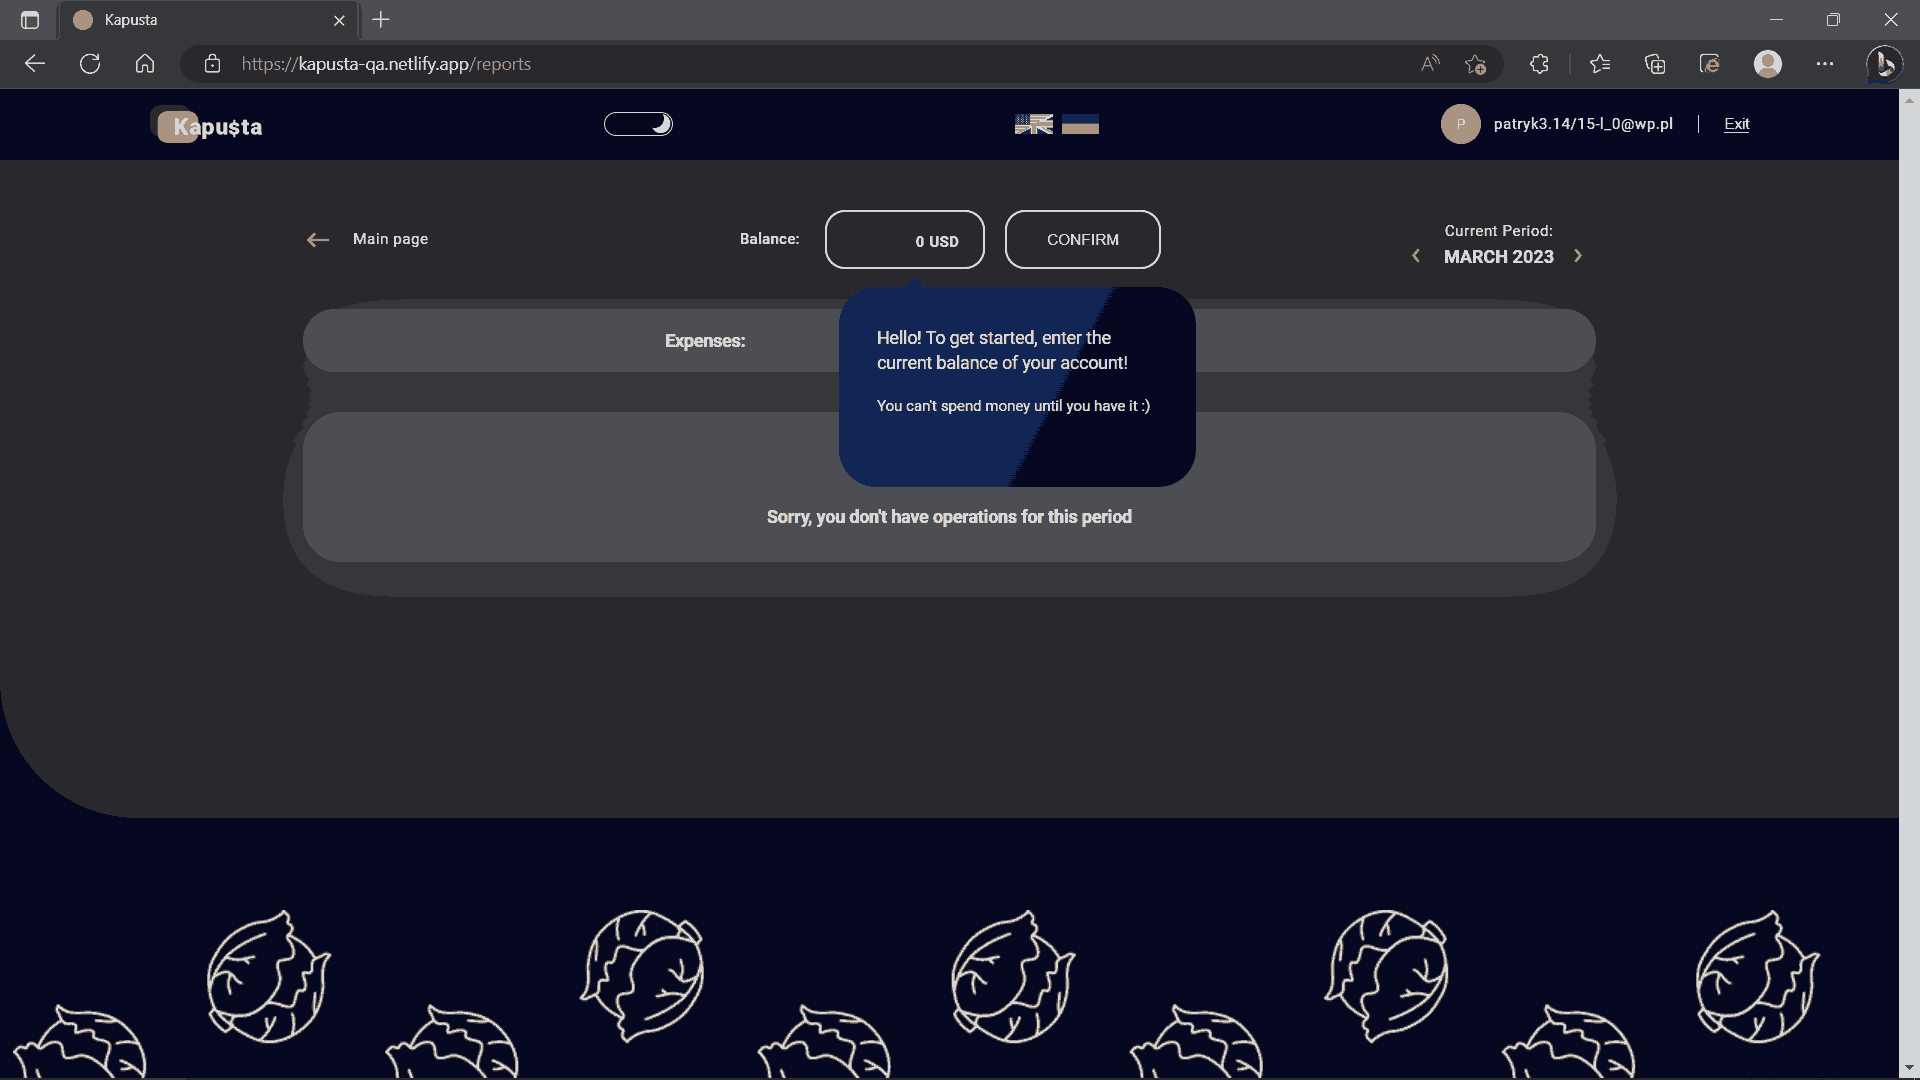 Kapusta
https://kapusta-qa.netlify.app/reports
Kapu$ta
P
patryk3.14/15-l_0@wp.pl
Exit
Main page
Balance:
0 USD
CONFIRM
Current Period:
MARCH 2023
Expenses:
Hello! To get started, enter the
current balance of your account!
You can't spend money until you have it :)
Sorry, you don't have operations for this period